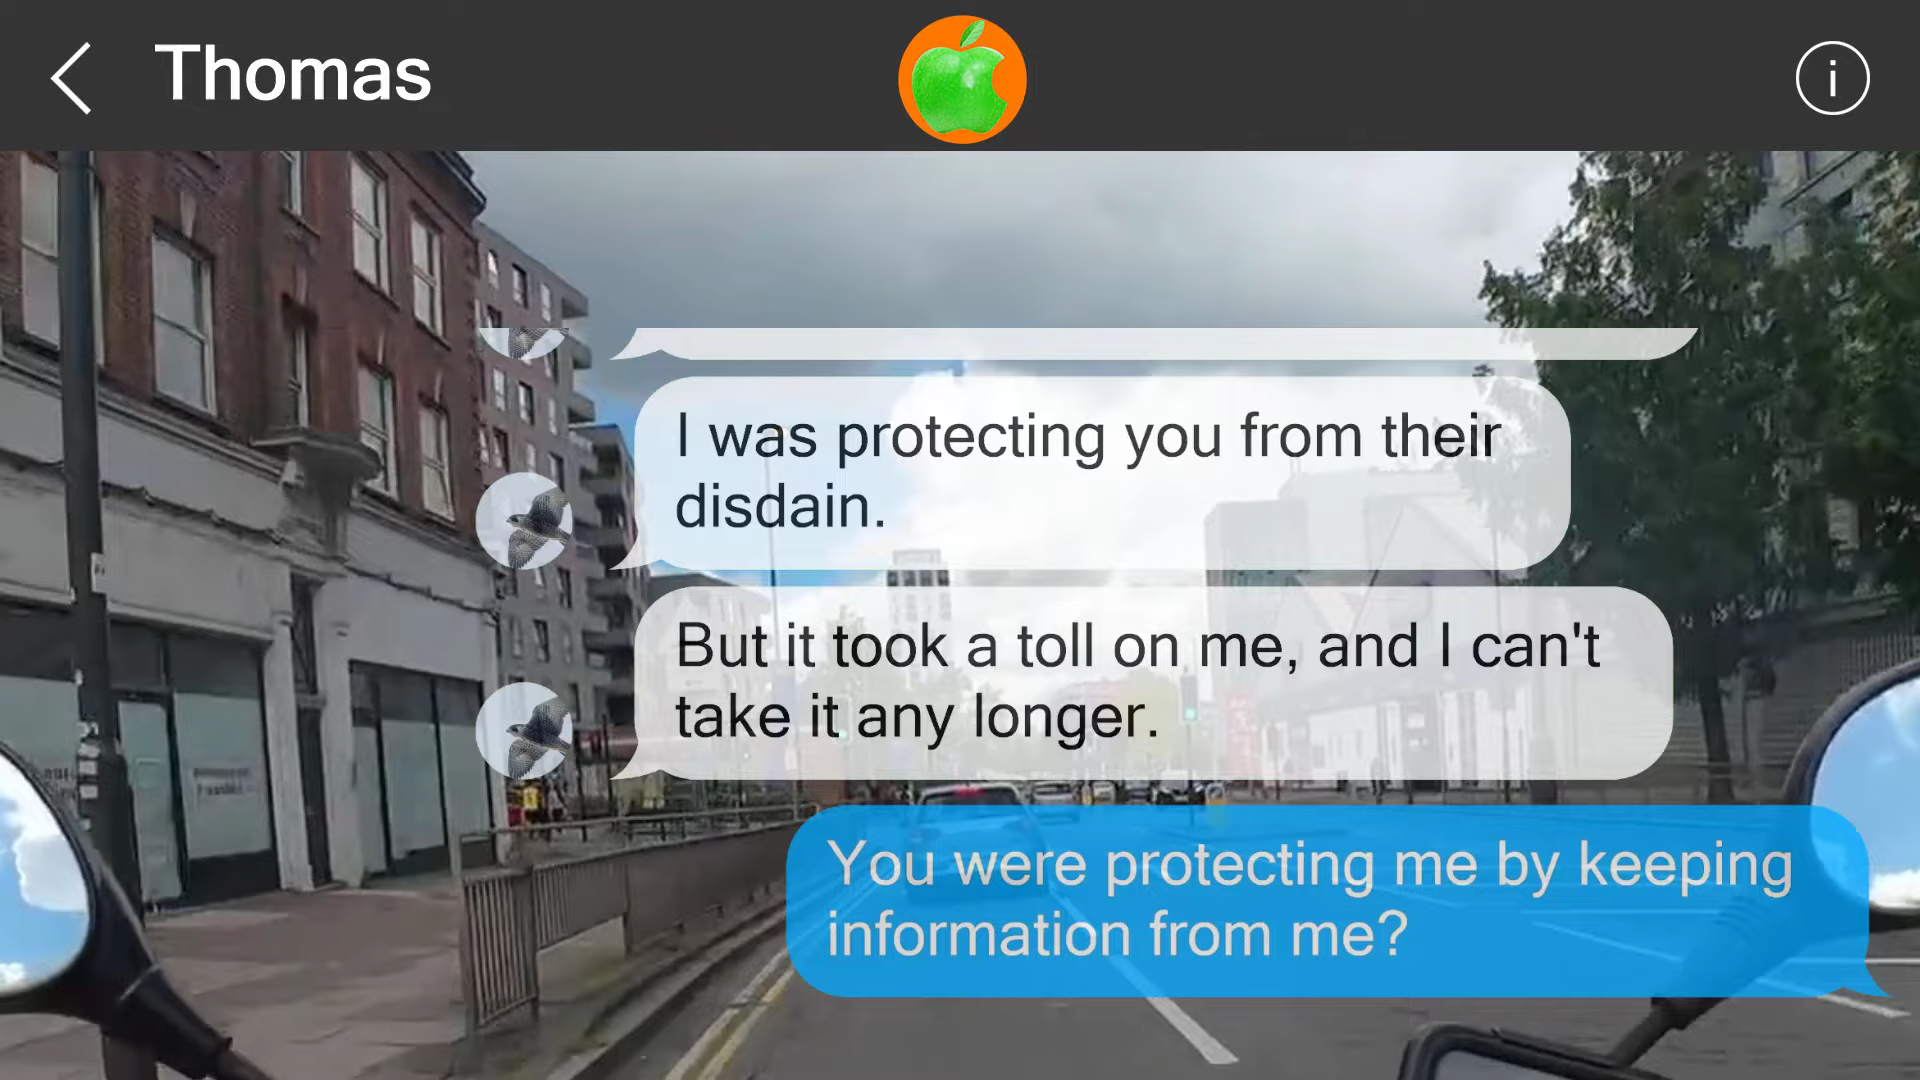 Thomas
i
I was protecting you from their
disdain.
But it took a toll on me, and I can't
take it any longer.
You were protecting me by keeping
information from me?